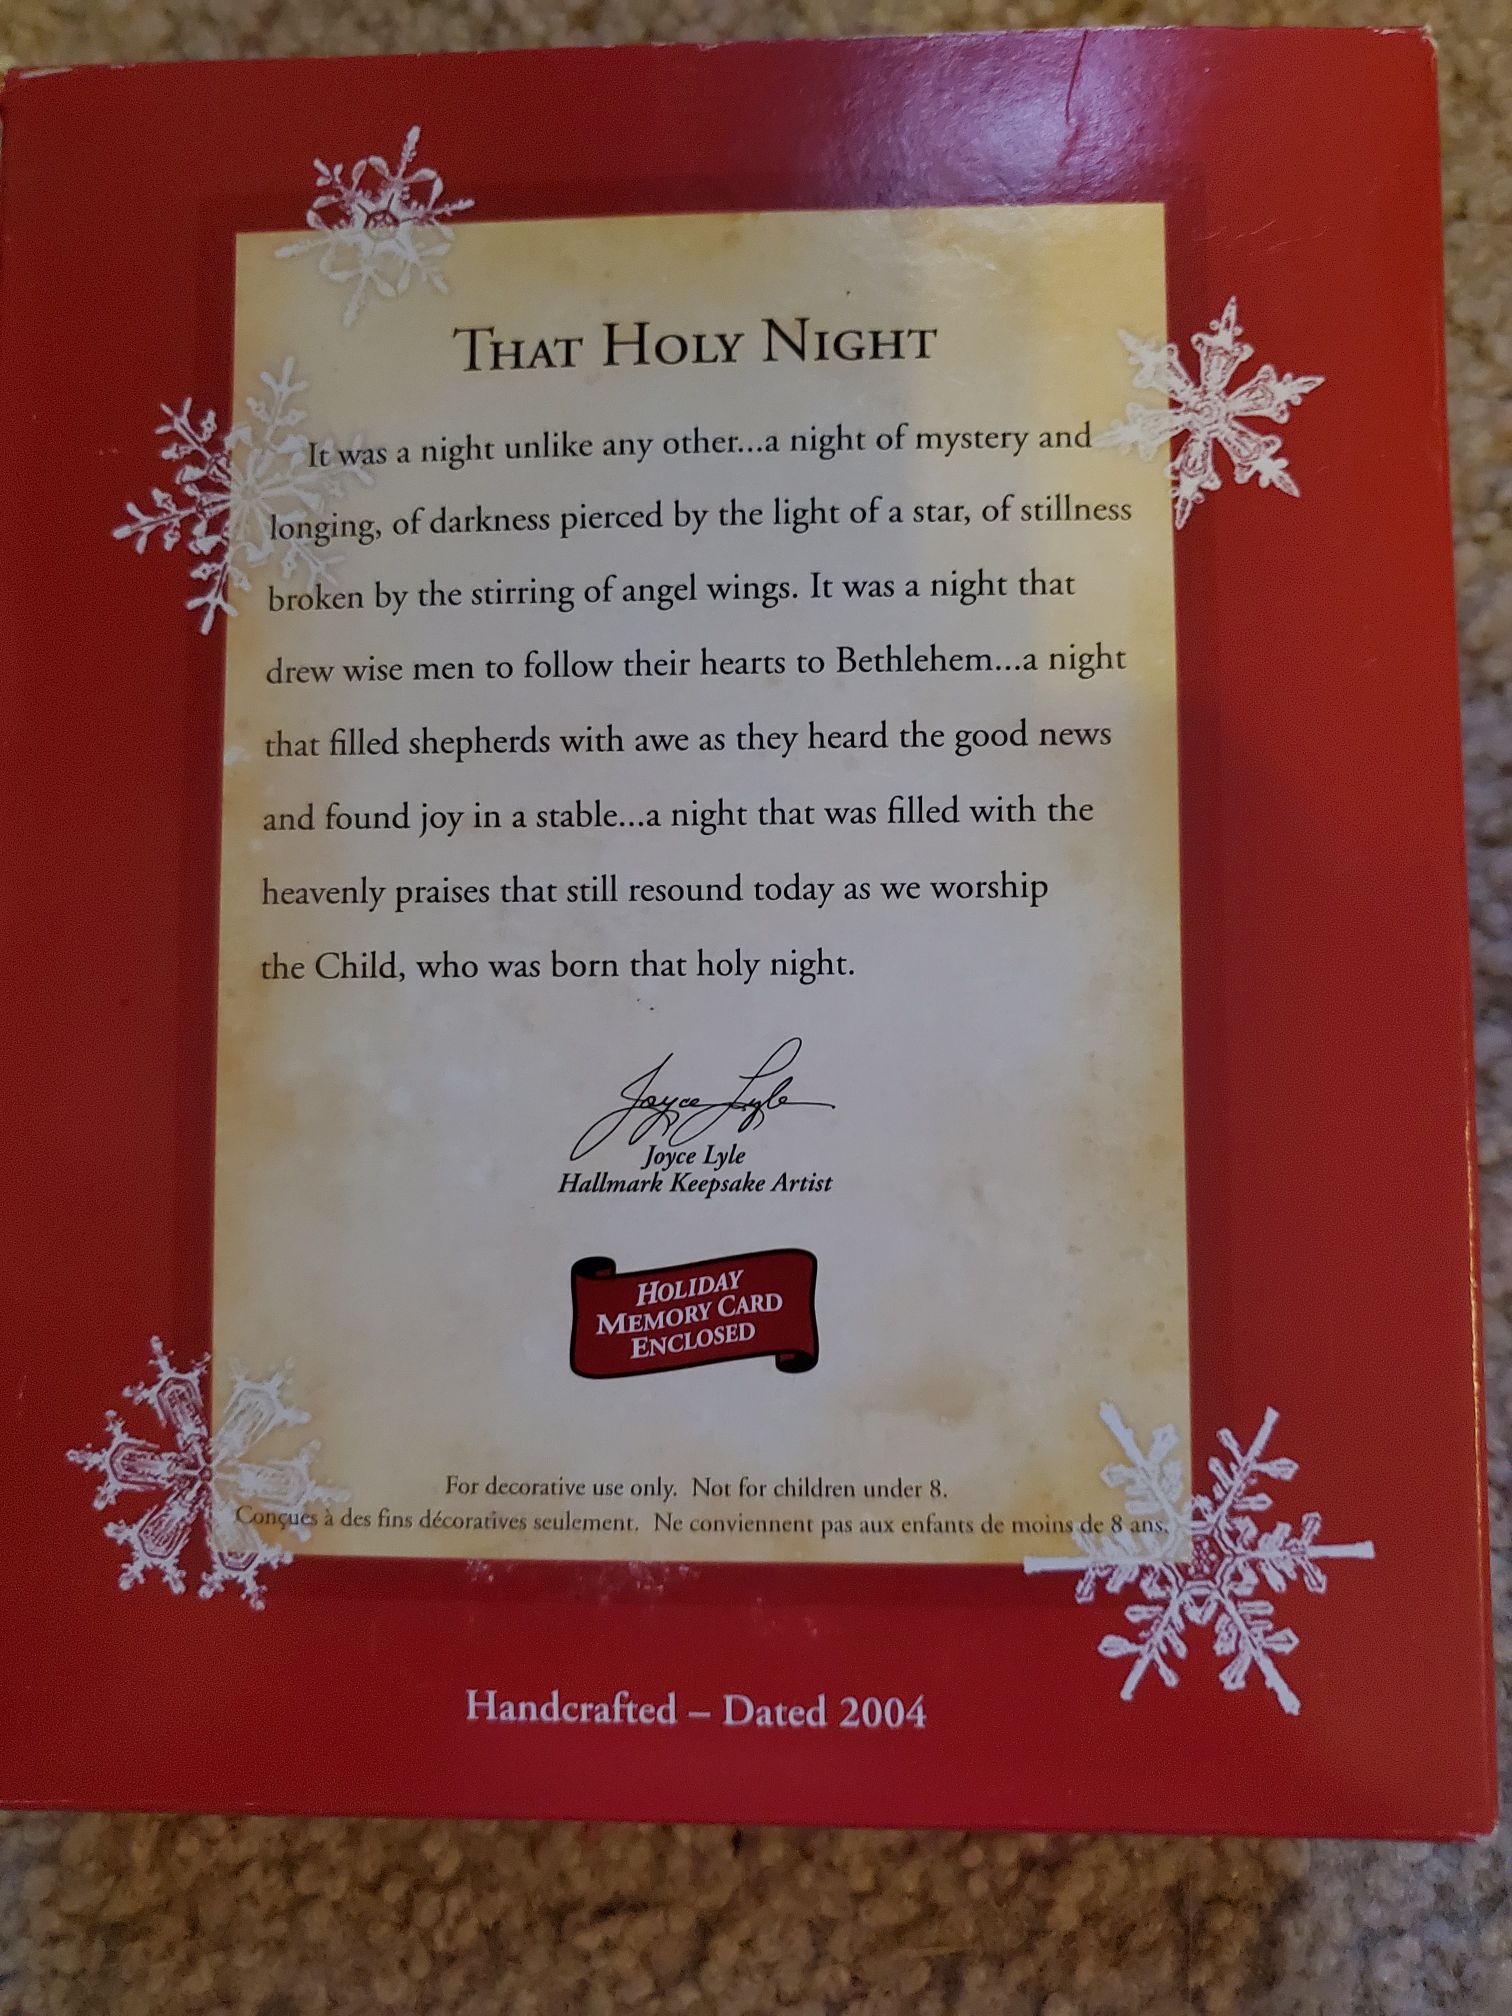 THAT HOLY NIGHT
It was a night unlike any other...a night of mystery and
longing, of darkness pierced by the light of a star, of stillness
broken by the stirring of angel wings. It was a night that
drew wise men to follow their hearts to Bethlehem...a night
that filled shepherds with awe as they heard the good news
and found joy in a stable...a night that was filled with the
heavenly praises that still resound today as we worship
the Child, who was born that holy night.
Joyce Lyle
Joyce Lyle
Hallmark Keepsake Artist
HOLIDAY
MEMORY CARD
ENCLOSED
For decorative use only. Not for children under 8.
Conçues à des fins décoratives seulement. Ne conviennent pas aux enfants de moins de 8 ans.
Handcrafted – Dated 2004